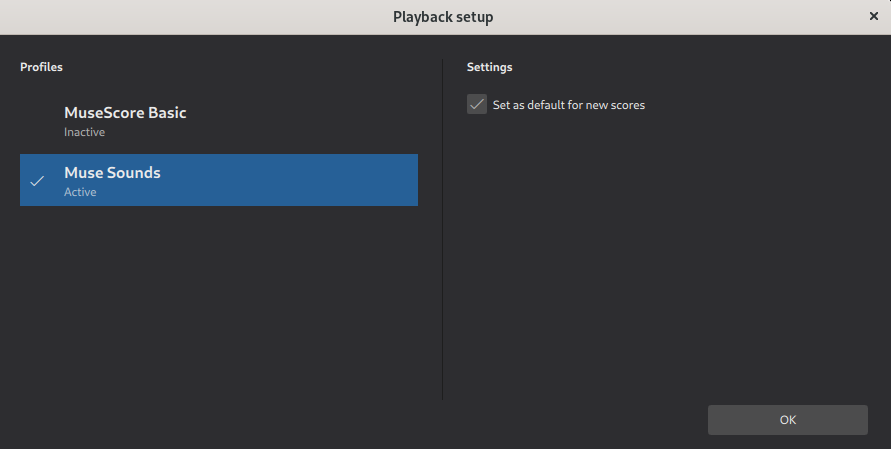 Playback setup
Profiles
MuseScore Basic
Inactive
Muse Sounds
Active
Settings
Set as default for new scores
OK